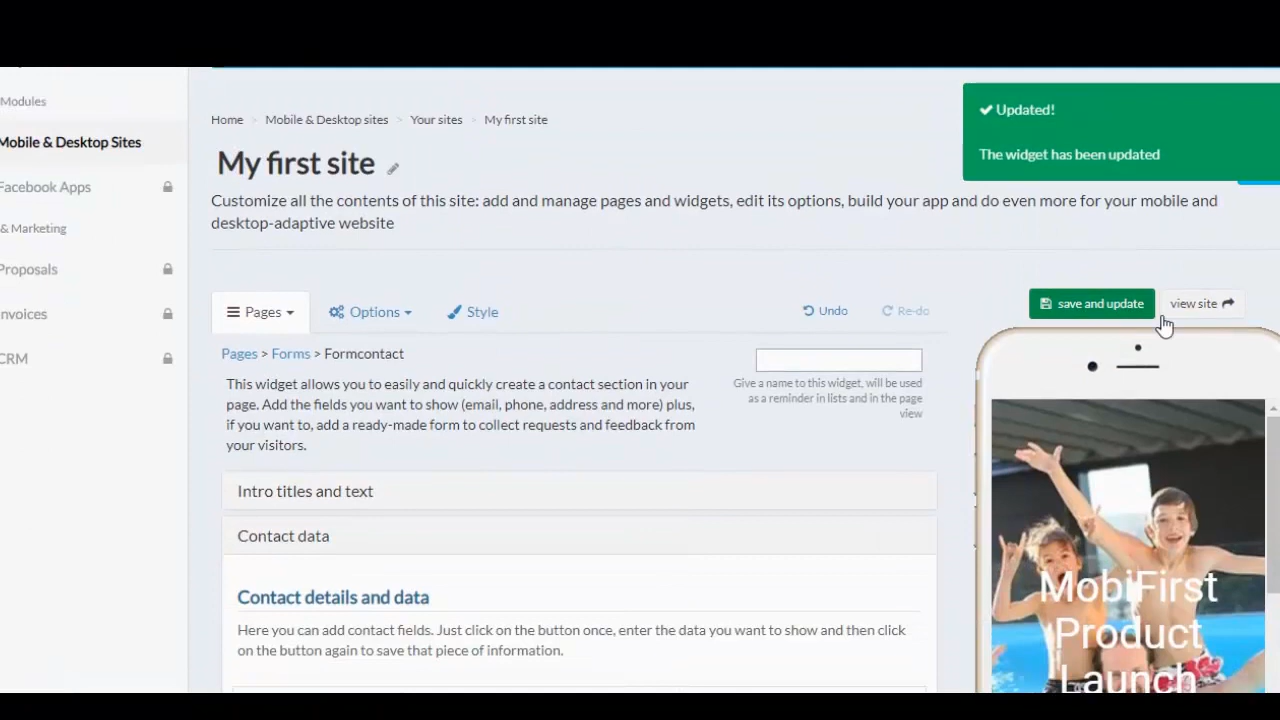 Modules
Mobile & Desktop Sites
Facebook Apps
& Marketing
Proposals
Invoices
CRM
Home > Mobile & Desktop sites > Your sites > My first site
Updated!
The widget has been updated
My first site
Customize all the contents of this site: add and manage pages and widgets, edit its options, build your app and do even more for your mobile and
desktop-adaptive website
Pages
Options
Style
Undo
Re-do
save and update
view site
Pages > Forms > Formcontact
This widget allows you to easily and quickly create a contact section in your
page. Add the fields you want to show (email, phone, address and more) plus,
if you want to, add a ready-made form to collect requests and feedback from
your visitors.
Give a name to this widget, will be used
as a reminder in lists and in the page
view
Intro titles and text
Contact data
Contact details and data
Here you can add contact fields. Just click on the button once, enter the data you want to show and then click
on the button again to save that piece of information.
MobiFirst
Product
Launch